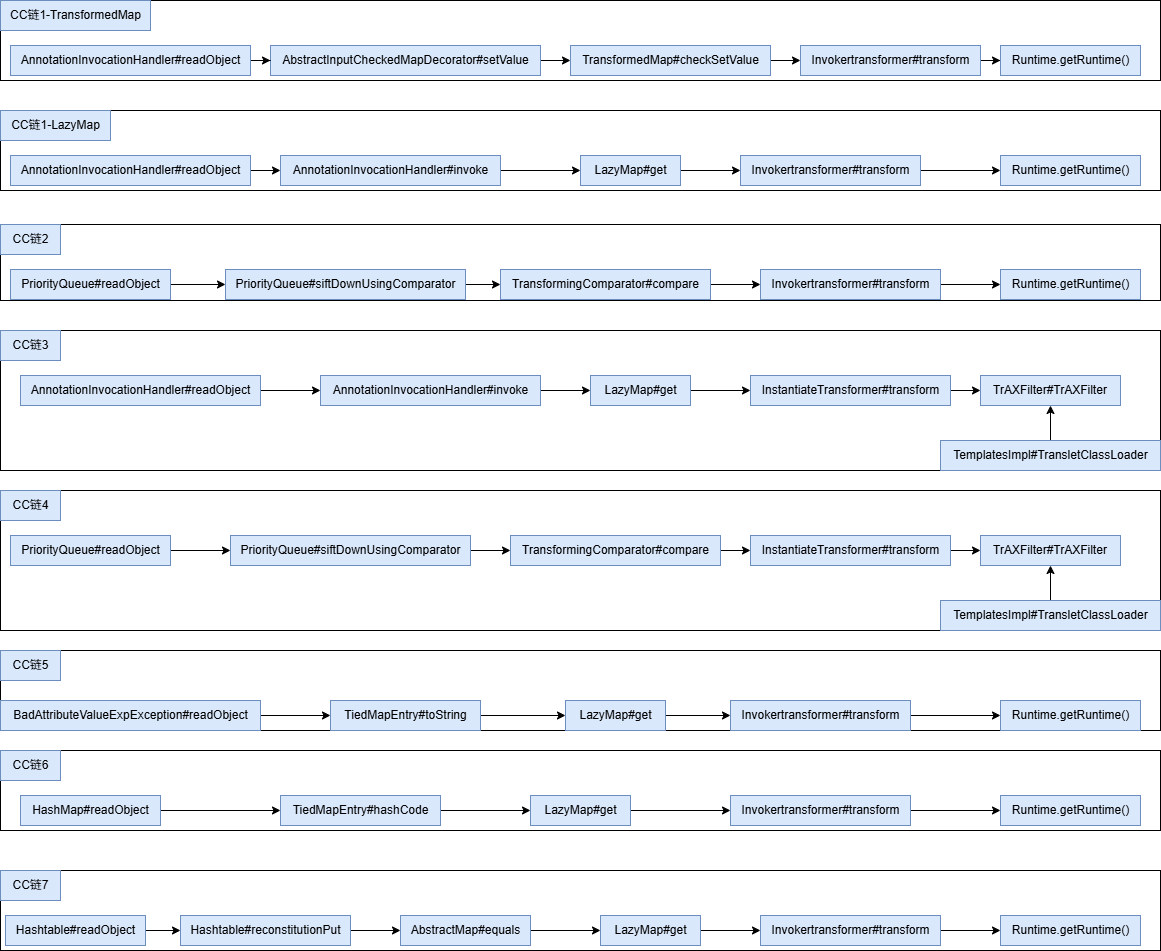 CC链1-TransformedMap
AnnotationInvocationHandler#readObject
AbstractInputCheckedMapDecorator#setValue
TransformedMap#checkSetValue
Invokertransformer#transform
Runtime.getRuntime()
CC链1-LazyMap
AnnotationInvocationHandler#readObject
AnnotationInvocationHandler#invoke
LazyMap#get
Invokertransformer#transform
Runtime.getRuntime()
CC链2
PriorityQueue#readObject
PriorityQueue#siftDownUsingComparator
TransformingComparator#compare
Invokertransformer#transform
Runtime.getRuntime()
CC链3
AnnotationInvocationHandler#readObject
AnnotationInvocationHandler#invoke
LazyMap#get
InstantiateTransformer#transform
TrAXFilter#TrAXFilter
TemplatesImpl#TransletClassLoader
CC链4
PriorityQueue#readObject
PriorityQueue#siftDownUsingComparator
TransformingComparator#compare
InstantiateTransformer#transform
TrAXFilter#TrAXFilter
TemplatesImpl#TransletClassLoader
CC链5
BadAttributeValueExpException#readObject
TiedMapEntry#toString
LazyMap#get
Invokertransformer#transform
Runtime.getRuntime()
CC链6
HashMap#readObject
TiedMapEntry#hashCode
LazyMap#get
Invokertransformer#transform
Runtime.getRuntime()
CC链7
Hashtable#readObject
Hashtable#reconstitutionPut
AbstractMap#equals
LazyMap#get
Invokertransformer#transform
Runtime.getRuntime()